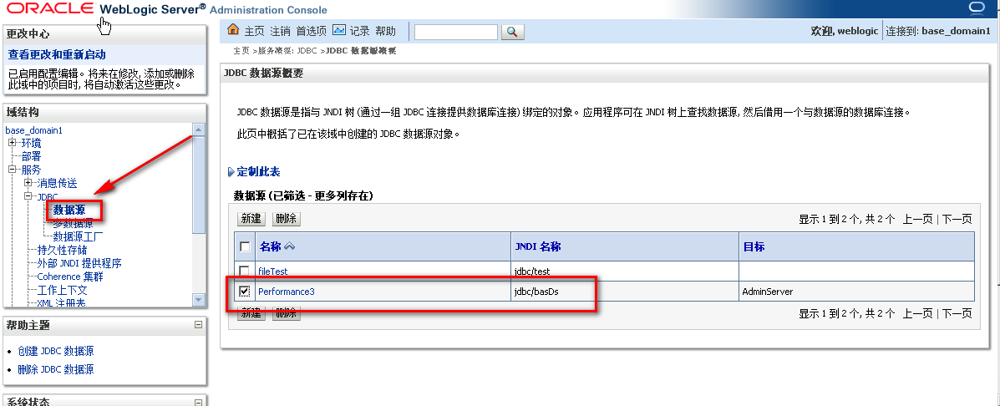 ORACLE WebLogic Server® Administration Console
更改中心
查看更改和重新启动
已启用配置编辑。将来在修改, 添加或删除
此域中的项目时, 将自动激活这些更改。
域结构
base_domain1
环境
部署
服务
消息传送
JDBC
数据源
多数据源
数据源工厂
持久性存储
外部 JNDI 提供程序
Coherence 集群
工作上下文
XML 注册表
帮助主题
创建 JDBC 数据源
删除 JDBC 数据源
系统状态
主页 注销 首选项 记录 帮助
欢迎, weblogic 连接到: base_domain1
主页 >服务概要: JDBC >JDBC 数据源概要
JDBC 数据源概要
JDBC 数据源是指与 JNDI 树 (通过一组 JDBC 连接提供数据库连接) 绑定的对象。应用程序可在 JNDI 树上查找数据源, 然后借用一个与数据源的数据库连接。
此页中概括了已在该域中创建的 JDBC 数据源对象。
定制此表
数据源 (已筛选 - 更多列存在)
新建 删除 显示 1 到 2 个, 共 2 个 上一页 | 下一页
名称 JNDI 名称 目标
fileTest jdbc/test
Performance3 jdbc/basDs AdminServer
新建 删除 显示 1 到 2 个, 共 2 个 上一页 | 下一页